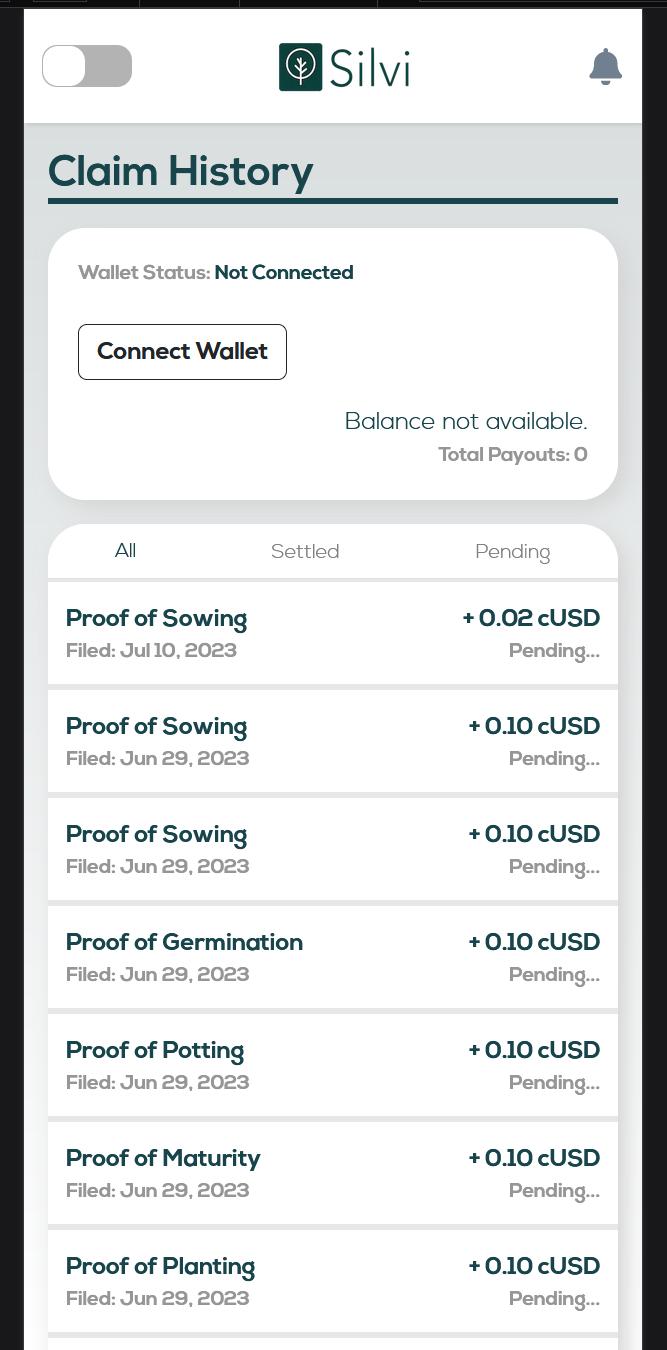 Silvi
Claim History
Wallet Status: Not Connected
Connect Wallet
Balance not available.
Total Payouts: 0
All Settled Pending
Proof of Sowing + 0.02 cUSD
Filed: Jul 10, 2023 Pending...
Proof of Sowing + 0.10 cUSD
Filed: Jun 29, 2023 Pending...
Proof of Sowing + 0.10 cUSD
Filed: Jun 29, 2023 Pending...
Proof of Germination + 0.10 cUSD
Filed: Jun 29, 2023 Pending...
Proof of Potting + 0.10 cUSD
Filed: Jun 29, 2023 Pending...
Proof of Maturity + 0.10 cUSD
Filed: Jun 29, 2023 Pending...
Proof of Planting + 0.10 cUSD
Filed: Jun 29, 2023 Pending...